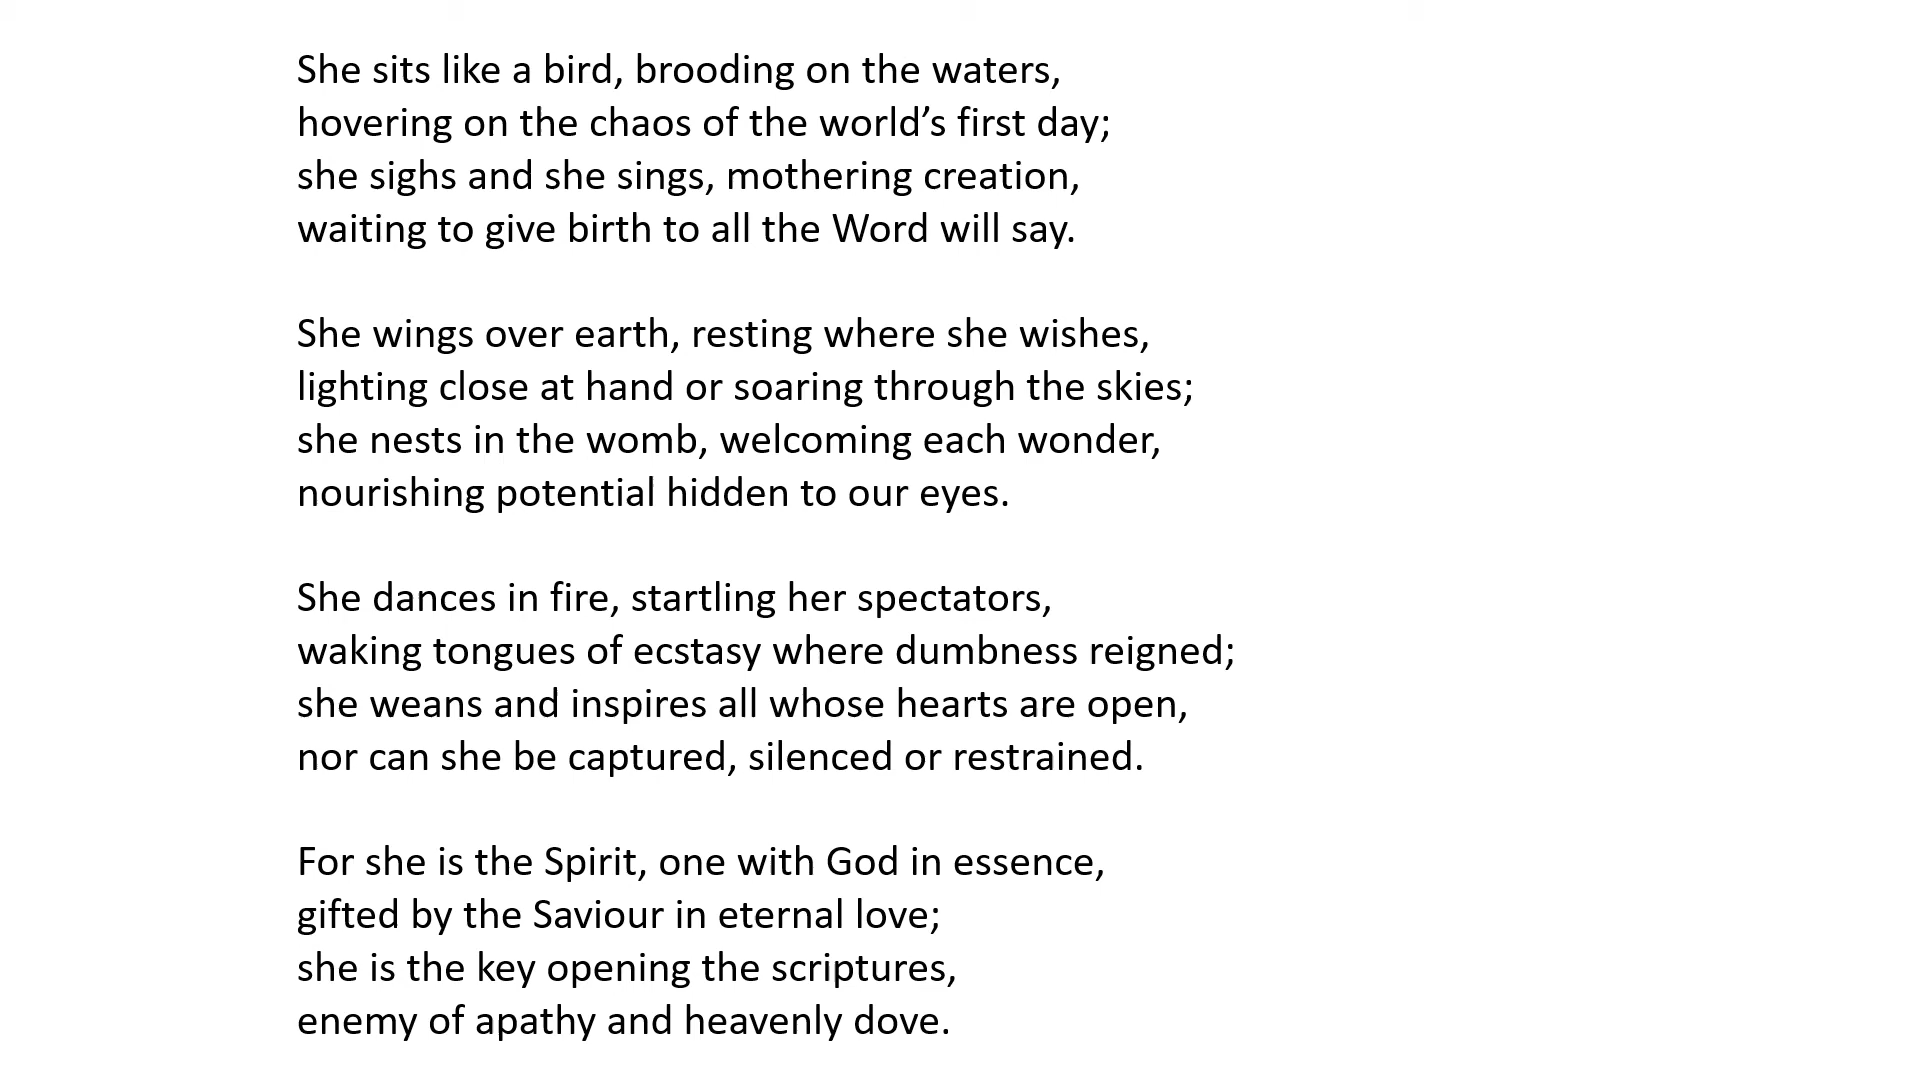 She sits like a bird, brooding on the waters,
hovering on the chaos of the world’s first day;
she sighs and she sings, mothering creation,
waiting to give birth to all the Word will say.

She wings over earth, resting where she wishes,
lighting close at hand or soaring through the skies;
she nests in the womb, welcoming each wonder,
nourishing potential hidden to our eyes.

She dances in fire, startling her spectators,
waking tongues of ecstasy where dumbness reigned;
she weans and inspires all whose hearts are open,
nor can she be captured, silenced or restrained.

For she is the Spirit, one with God in essence,
gifted by the Saviour in eternal love;
she is the key opening the scriptures,
enemy of apathy and heavenly dove.